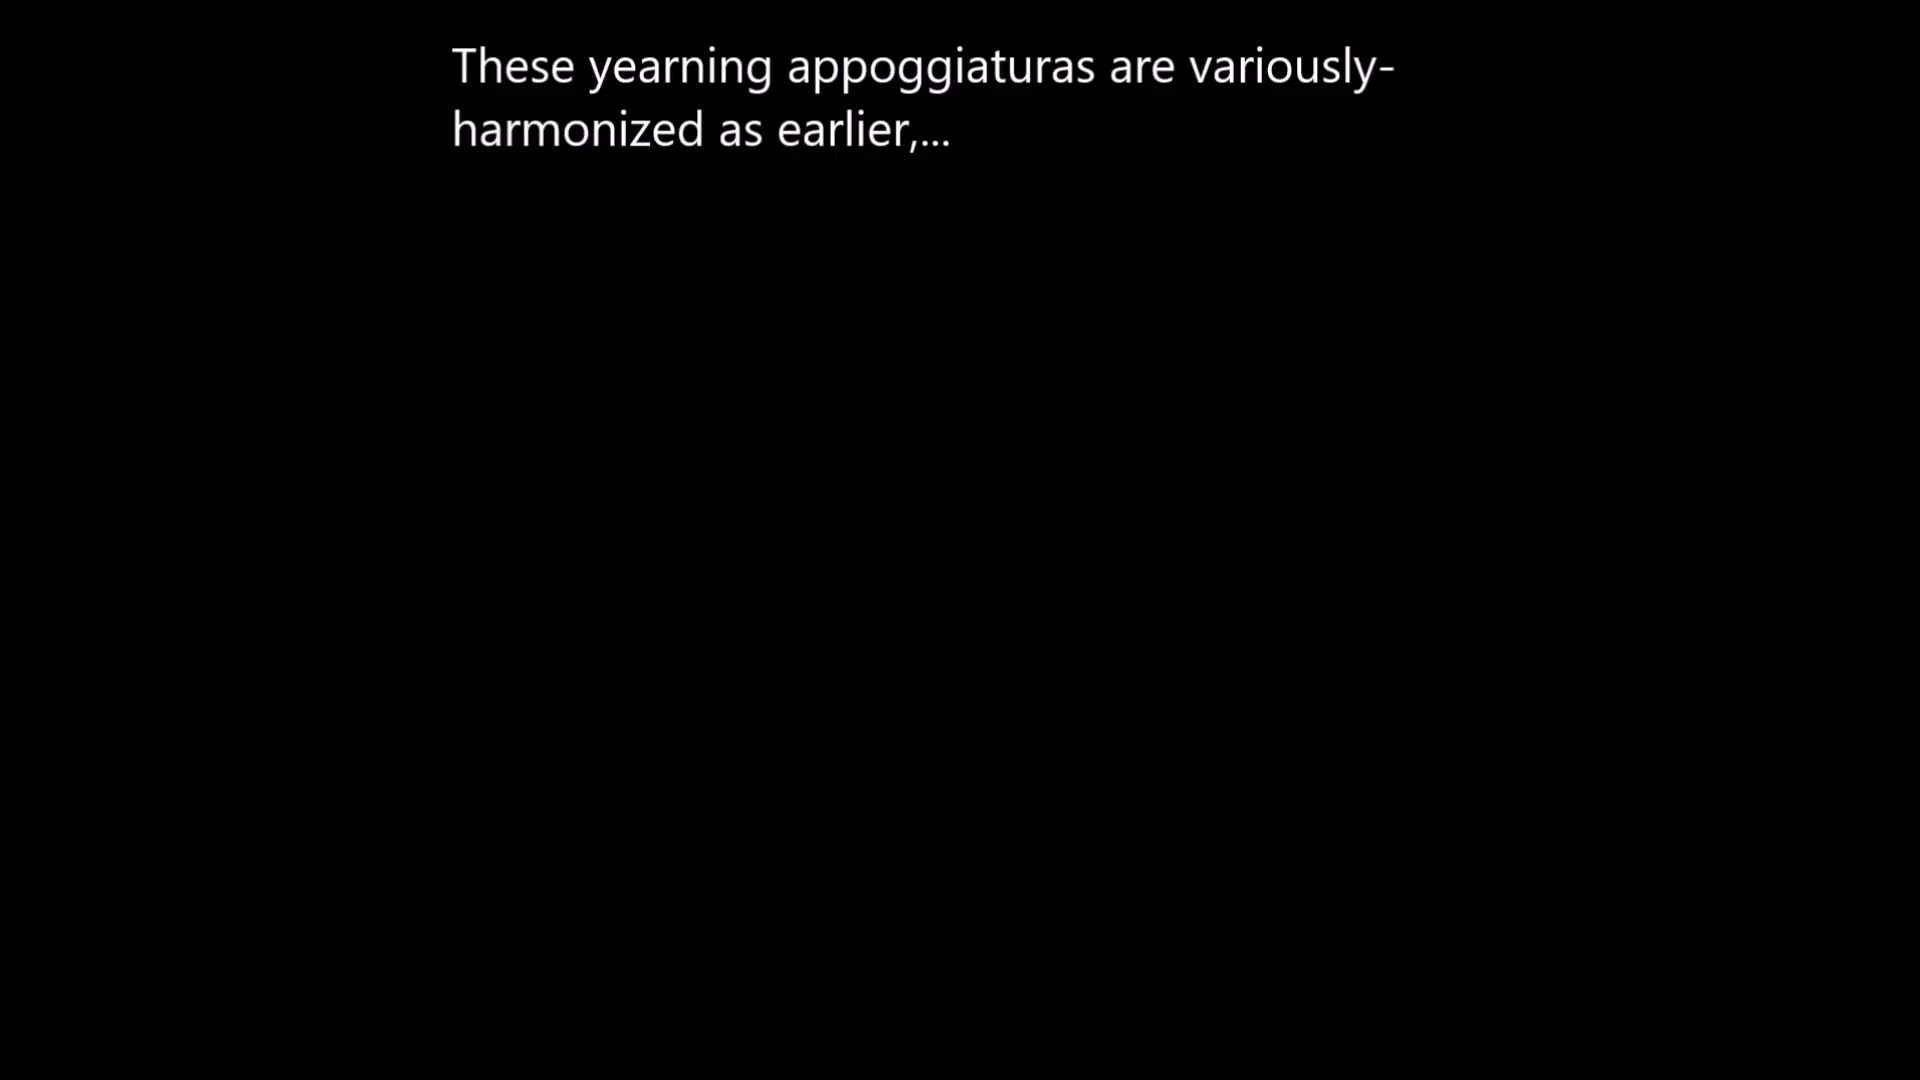 These yearning appoggiaturas are variously-
harmonized as earlier,...